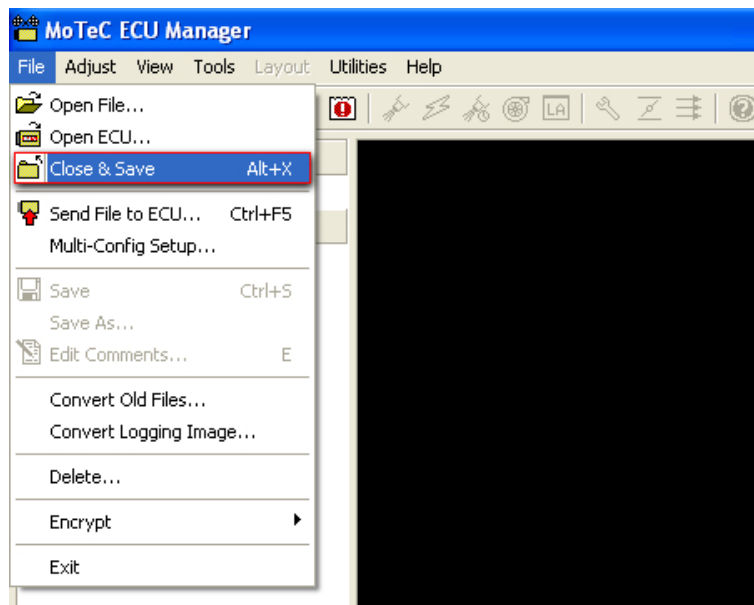 MoTeC ECU Manager
File Adjust View Tools Layout Utilities Help
Open File...
Open ECU...
LA
Close & Save Alt+X
Send File to ECU... Ctrl+F5
Multi-Config Setup...
Save Ctrl+S
Save As...
Edit Comments... E
Convert Old Files...
Convert Logging Image...
Delete...
Encrypt
Exit